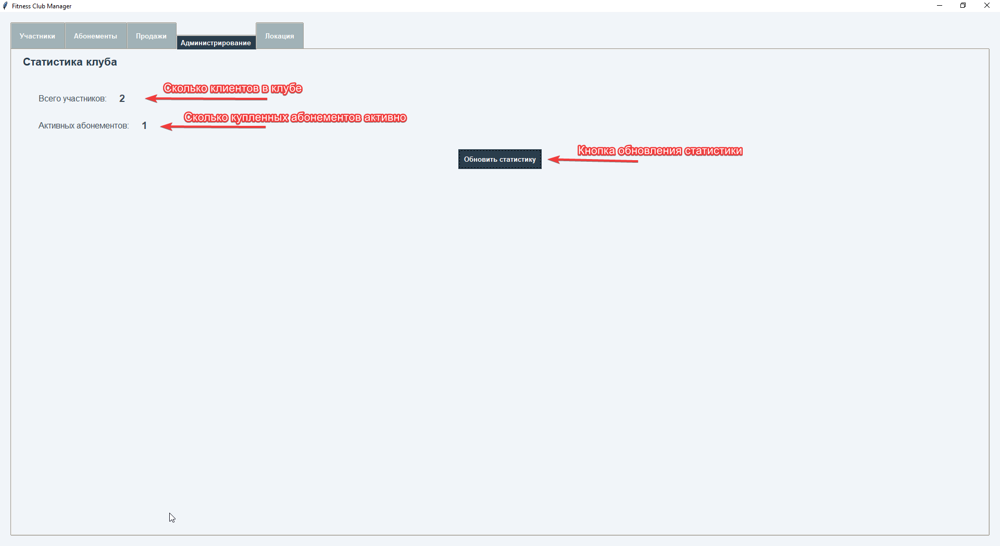 Fitness Club Manager
Участники Абонементы Продажи Администрирование Локация
Статистика клуба
Сколько клиентов в клубе
Всего участников: 2
Сколько купленных абонементов активно
Активных абонементов: 1
Кнопка обновления статистики
Обновить статистику